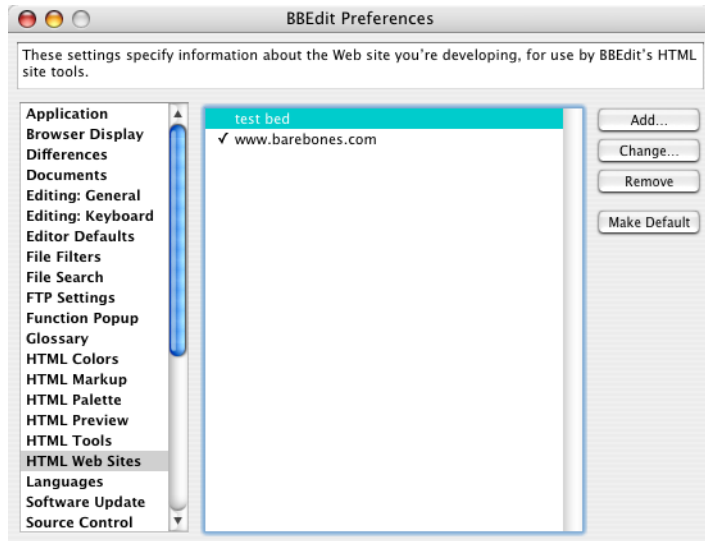 BBEdit Preferences
These settings specify information about the Web site you're developing, for use by BBEdit's HTML
site tools.
Application
Browser Display
Differences
Documents
Editing: General
Editing: Keyboard
Editor Defaults
File Filters
File Search
FTP Settings
Function Popup
Glossary
HTML Colors
HTML Markup
HTML Palette
HTML Preview
HTML Tools
HTML Web Sites
Languages
Software Update
Source Control
test bed
✓ www.barebones.com
Add...
Change...
Remove
Make Default